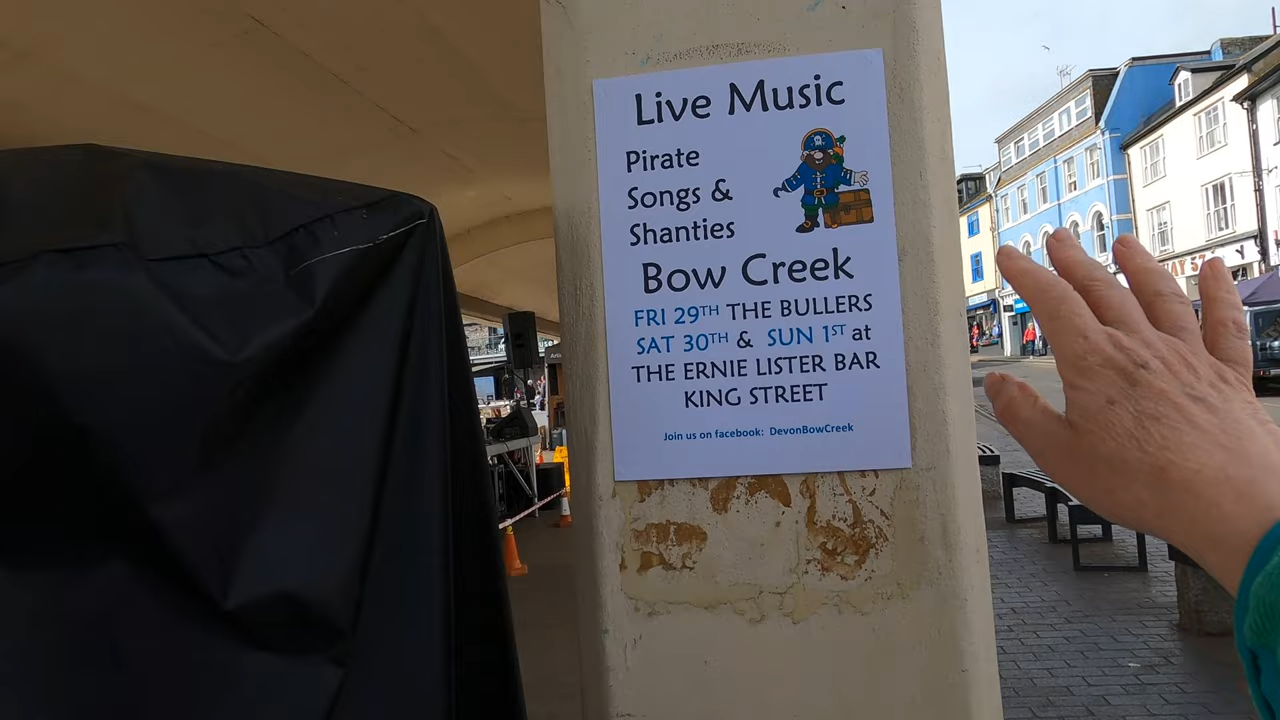 Live Music
Pirate
Songs &
Shanties
Bow Creek
FRI 29TH THE BULLERS
SAT 30TH & SUN 1ST at
THE ERNIE LISTER BAR
KING STREET
Join us on facebook: DevonBowCreek